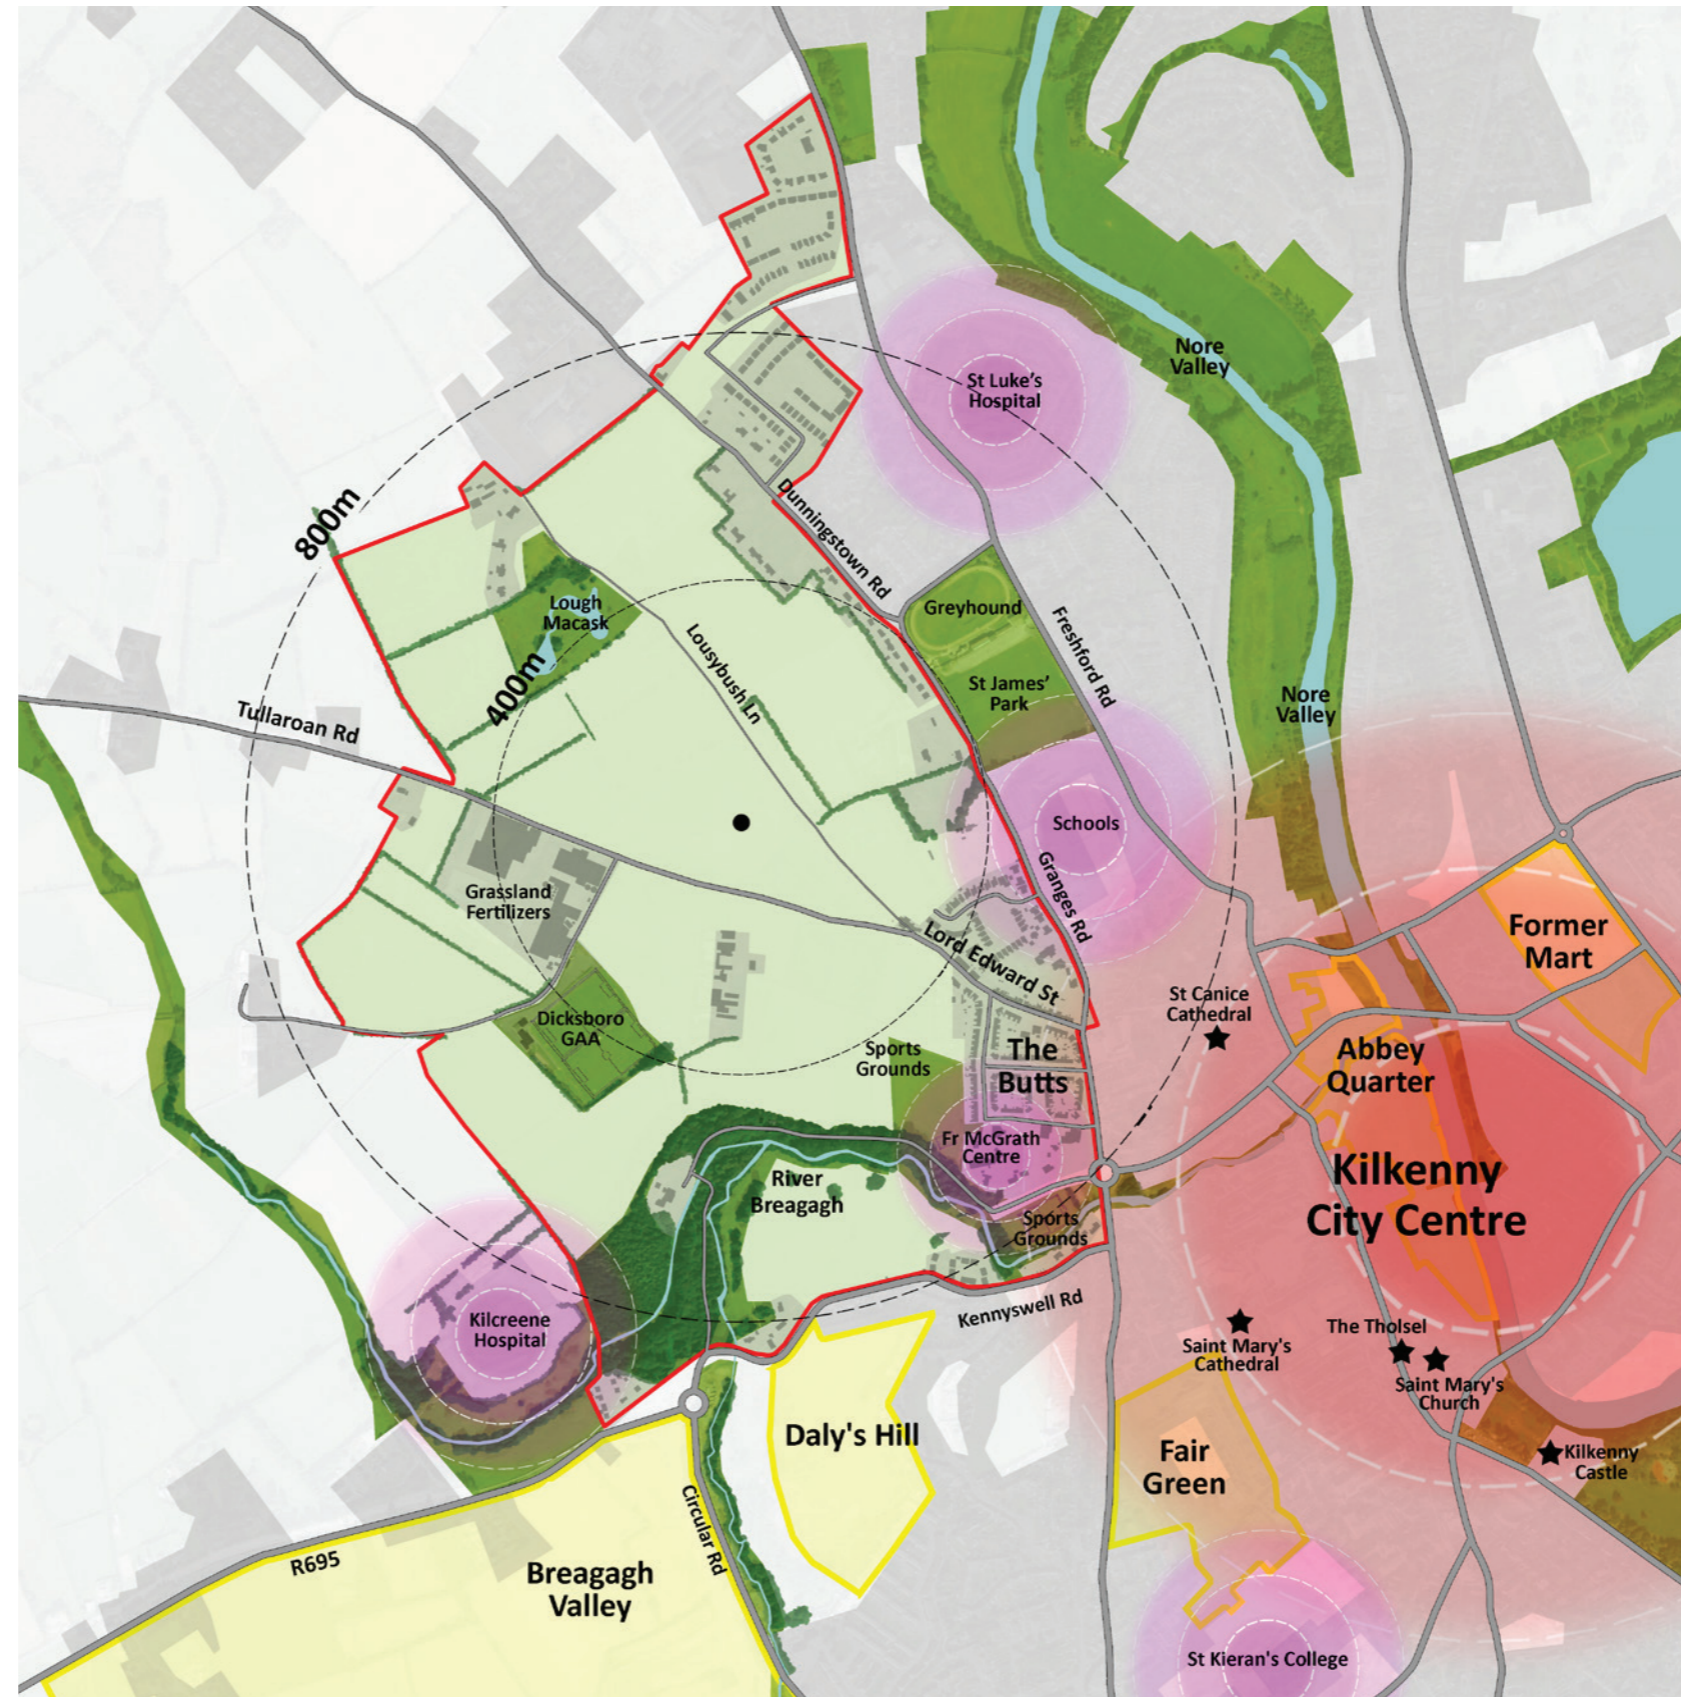 Nore
Valley
St Luke's
Hospital
800m
Dunningstown Rd
Greyhound
Lough
Macask
Freshford Rd
Lousybush Ln
400m
St James'
Park
Nore
Valley
Tullaroan Rd
Schools
Granges Rd
Grassland
Fertilizers
Former
Mart
Lord Edward St
St Canice
Cathedral
Dicksboro
GAA
Sports
Grounds
The
Butts
Abbey
Quarter
Fr McGrath
Centre
Kilkenny
City Centre
River
Breagagh
Sports
Grounds
Kennyswell Rd
Kilcreene
Hospital
The Tholsel
Saint Mary's
Cathedral
Saint Mary's
Church
Daly's Hill
Fair
Green
Kilkenny
Castle
Circular Rd
R695
Breagagh
Valley
St Kieran's College